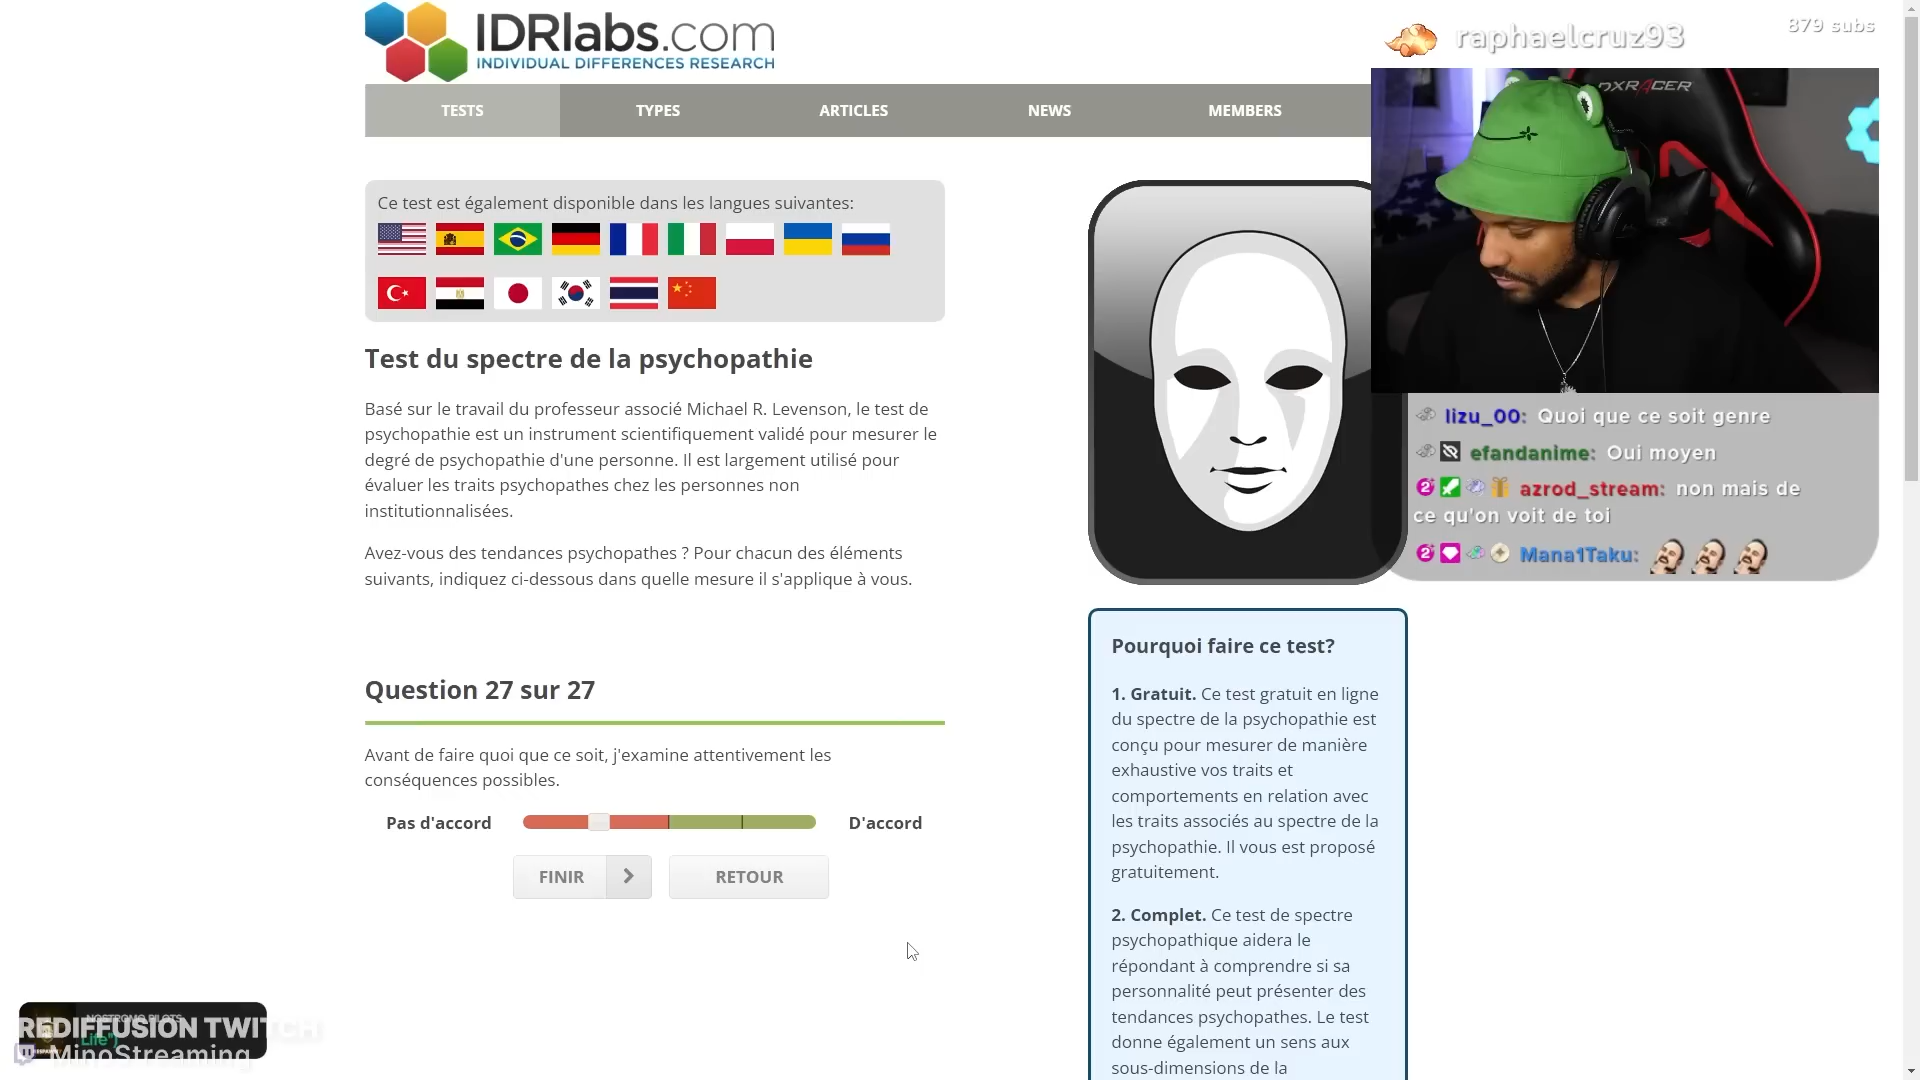 IDRlabs.com
INDIVIDUAL DIFFERENCES RESEARCH
TESTS
TYPES
ARTICLES
NEWS
MEMBERS
raphaelcruz93
879 subs
DXRACER
Ce test est également disponible dans les langues suivantes:
Test du spectre de la psychopathie
Basé sur le travail du professeur associé Michael R. Levenson, le test de
psychopathie est un instrument scientifiquement validé pour mesurer le
degré de psychopathie d'une personne. Il est largement utilisé pour
évaluer les traits psychopathes chez les personnes non
institutionnalisées.
Avez-vous des tendances psychopathes ? Pour chacun des éléments
suivants, indiquez ci-dessous dans quelle mesure il s'applique à vous.
Question 27 sur 27
Avant de faire quoi que ce soit, j'examine attentivement les
conséquences possibles.
Pas d'accord
D'accord
FINIR
RETOUR
lizu_00: Quoi que ce soit genre
efandanime: Oui moyen
azrod_stream: non mais de
ce qu'on voit de toi
Mana1Taku:
Pourquoi faire ce test?
1. Gratuit. Ce test gratuit en ligne
du spectre de la psychopathie est
conçu pour mesurer de manière
exhaustive vos traits et
comportements en relation avec
les traits associés au spectre de la
psychopathie. Il vous est proposé
gratuitement.
2. Complet. Ce test de spectre
psychopathique aidera le
répondant à comprendre si sa
personnalité peut présenter des
tendances psychopathes. Le test
donne également un sens aux
sous-dimensions de la
NOSTROMO PILOTS
REDIFFUSION TWITCH
Life")
MinoStreaming